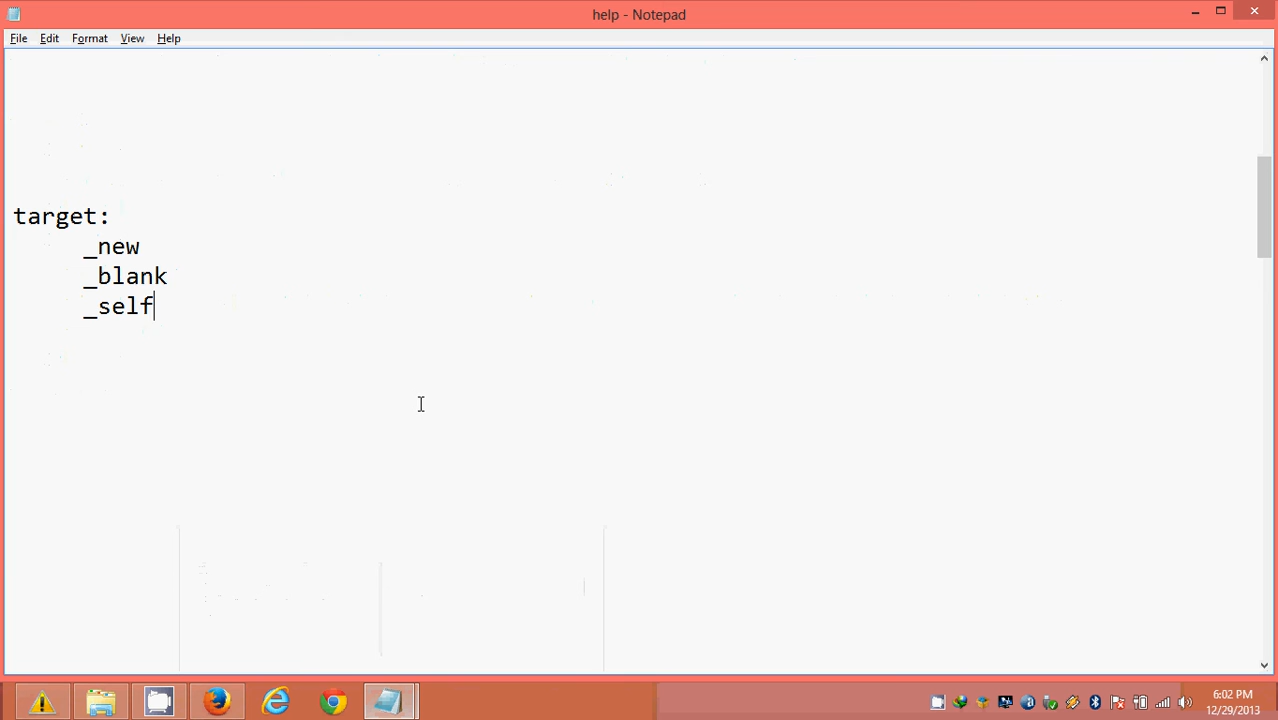 help - Notepad
File Edit Format View Help
target:
_new
_blank
_self
6:02 PM
12/29/2013